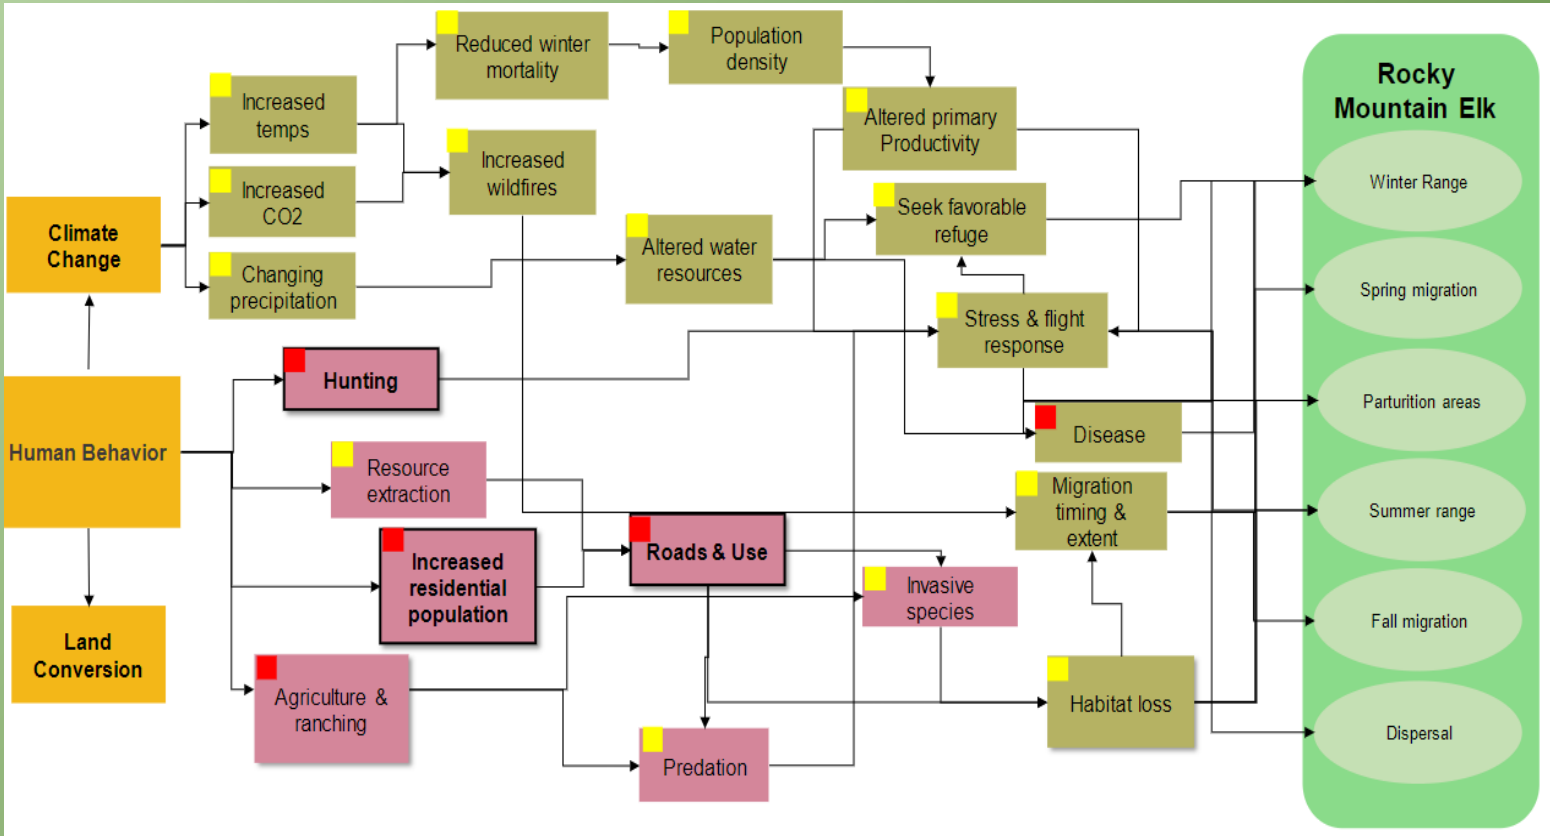 Reduced winter
mortality
Population
density
Rocky
Mountain Elk
Increased
temps
Altered primary
Productivity
Increased
wildfires
Winter Range
Increased
CO2
Seek favorable
refuge
Climate
Change
Altered water
resources
Changing
precipitation
Spring migration
Stress & flight
response
Hunting
Parturition areas
Disease
Human Behavior
Resource
extraction
Migration
timing &
extent
Summer range
Roads & Use
Increased
residential
population
Invasive
species
Fall migration
Land
Conversion
Agriculture &
ranching
Habitat loss
Dispersal
Predation